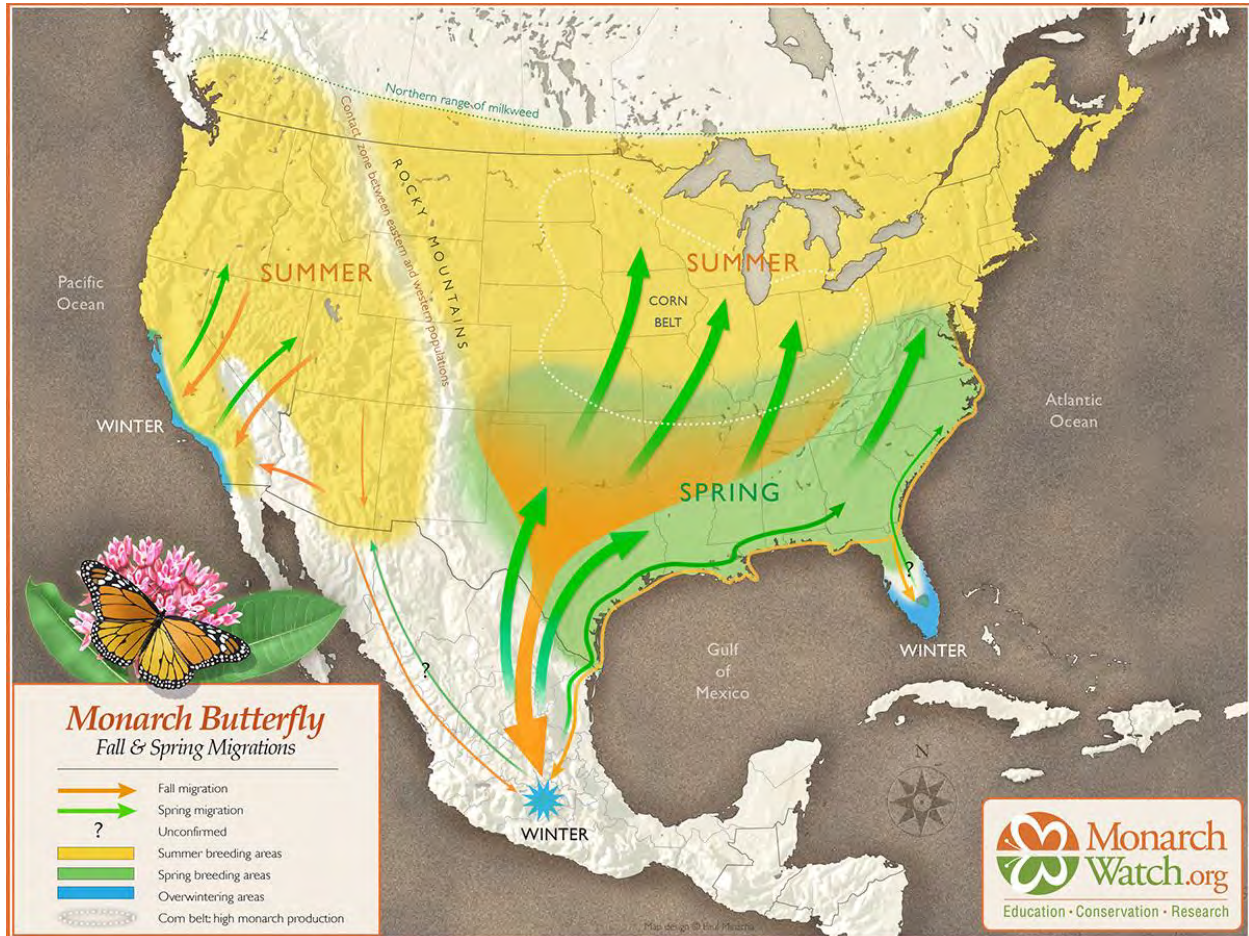 Northern range of milkweed
Contact zone between eastern and western populations
ROCKY MOUNTAINS
Pacific
Ocean
SUMMER
SUMMER
CORN
BELT
Atlantic
Ocean
WINTER
SPRING
?
WINTER
Gulf
of
Mexico
?
N
WINTER
Monarch Butterfly
Fall & Spring Migrations
Fall migration
Spring migration
? Unconfirmed
Summer breeding areas
Spring breeding areas
Overwintering areas
Corn belt: high monarch production
Monarch
Watch.org
Education • Conservation • Research
Map design © Paul